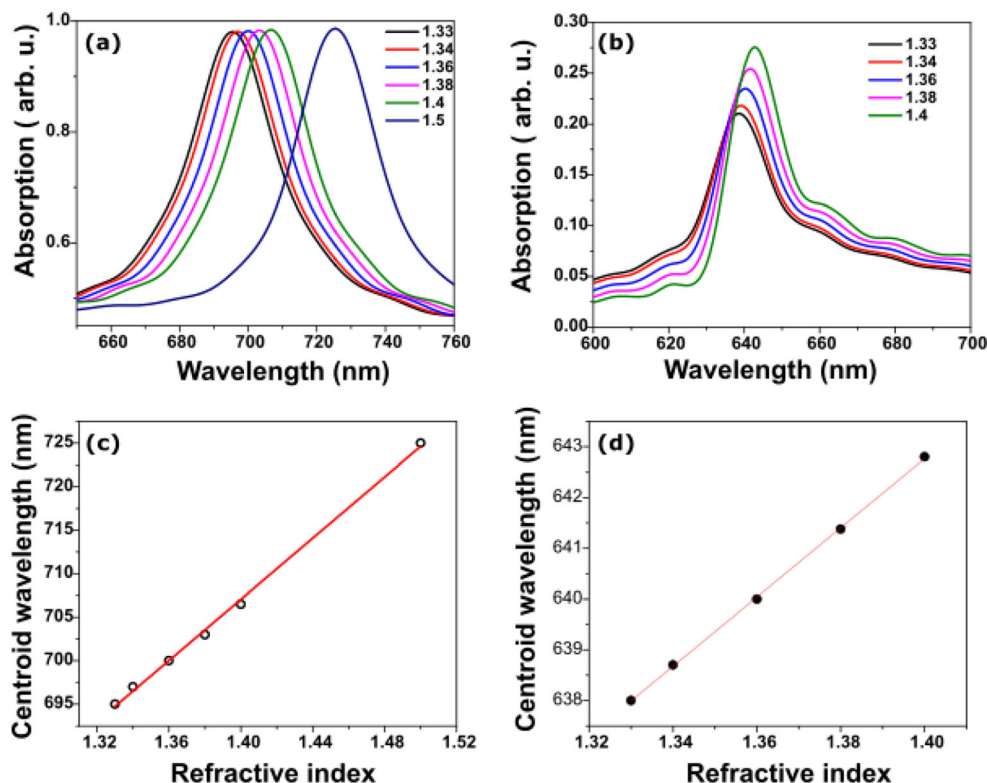 (a)
1.33
1.34
1.36
1.38
1.4
1.5
1.0
0.8
0.6
660 680 700 720 740 760
Wavelength (nm)
Absorption ( arb. u.)
(b)
1.33
1.34
1.36
1.38
1.4
0.30
0.25
0.20
0.15
0.10
0.05
0.00
600 620 640 660 680 700
Wavelength (nm)
Absorption ( arb. u.)
(c)
725
720
715
710
705
700
695
1.32 1.36 1.40 1.44 1.48 1.52
Refractive index
Centroid wavelength (nm)
(d)
643
642
641
640
639
638
1.32 1.34 1.36 1.38 1.40
Refractive index
Centroid wavelength (nm)